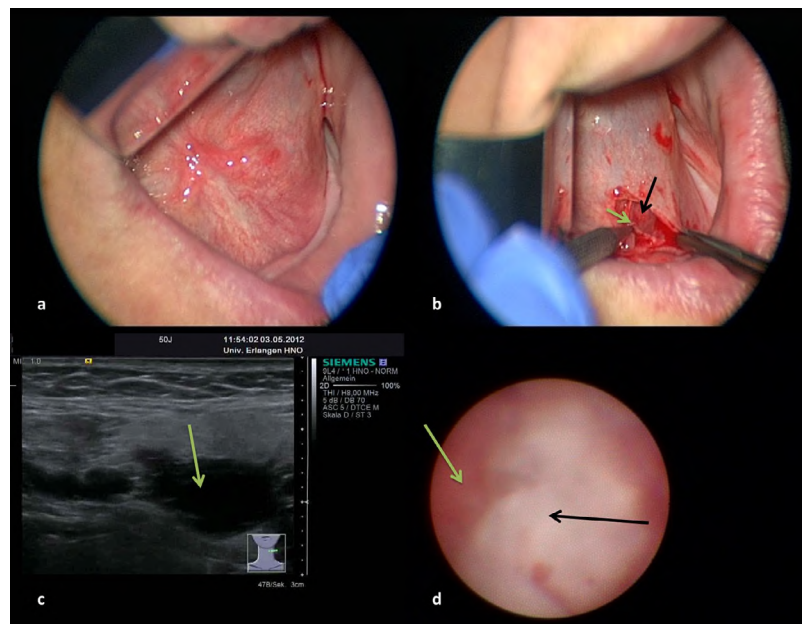 a
b
50J
11:54:02 03.05.2012
Univ. Erlangen HNO
SIEMENS
9L4 / * 1 HNO - NORM
Allgemein
2D
100%
THI / H8,00 MHz
5 dB / DB 70
ASC 5 / DTCE M
Skala D / ST 3
47B/Sek
3cm
c
d